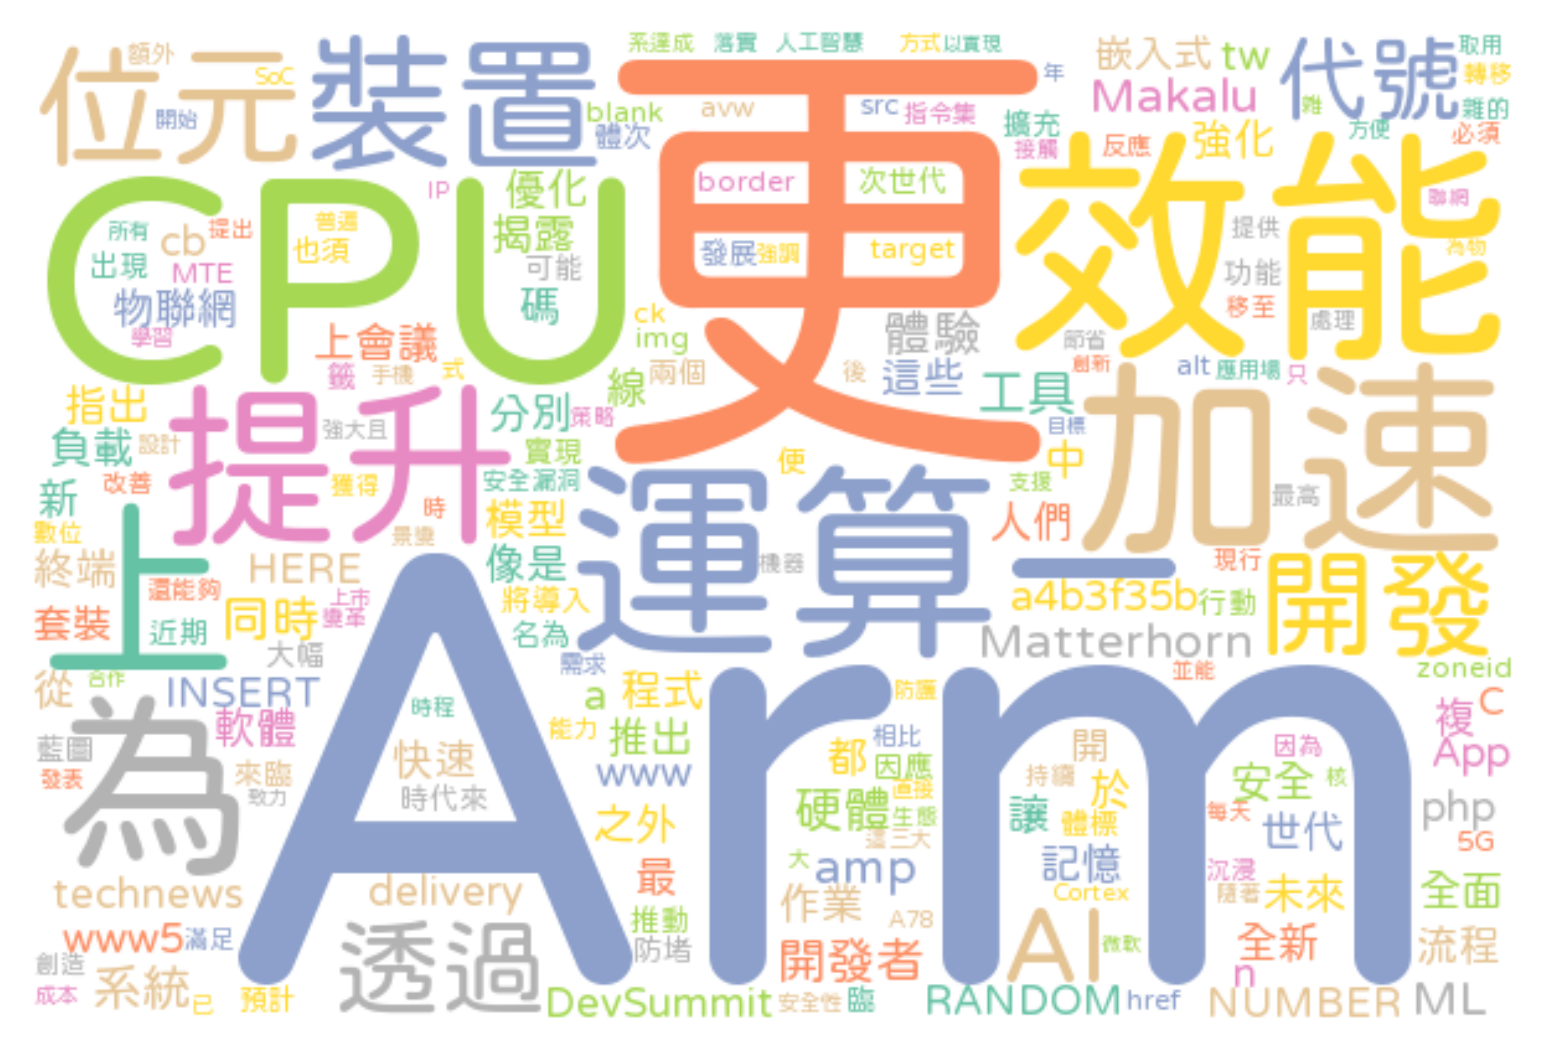 額外
系達成 落實 人工智慧 方式 以實現
嵌入式 tw 代號 取用
位元 裝置 SoC
年 轉移
Makalu
開始 blank avw src 指令集 雜 雜的
體次 擴充 方便 必須
接觸 反應 強化
更
CPU
效能
IP 優化 border 次世代
聯網
所有 提出 普遍 揭露 提供
cb 也須 發展 強調 target 為物
出現 MTE 可能 功能
物聯網 碼 ck 移至
學習 上會議 img 體驗 節省 處理
籤 手機 式 線 兩個 後 這些 創新 alt 應用場 只
指出 提升 分別 策略 工具 加速
負載 設計 強大且 目標
實現 便 中
改善 獲得 安全漏洞 支援 最高
新 時 模型 運算 人們
數位 景變
上 終端 HERE 像是 機器 一 現行 開發
還能夠 上市 將導入 a4b3f35b 行動
套裝 近期 同時 變革 名為 Matterhorn
大幅 需求 並能 zoneid
從 合作 INSERT a 程式 防護
時程 複 C
為 軟體 Arm
藍圖 快速 能力 推出 都 相比 開 因為 App
發表 來臨 www 因應 持續 安全 核
致力 時代來 直接 於
硬體 生態 讓 體標 每天 php
之外 這三大 世代 5G
大 amp 記憶 沉浸
technews delivery 最 Cortex 隨著 未來 全面
作業 A78
推動 AI 微軟
www5 滿足 透過 防堵 開發者 全新 流程
創造 n
成本 系統 已 預計 DevSummit 安全性 臨 RANDOM href NUMBER ML